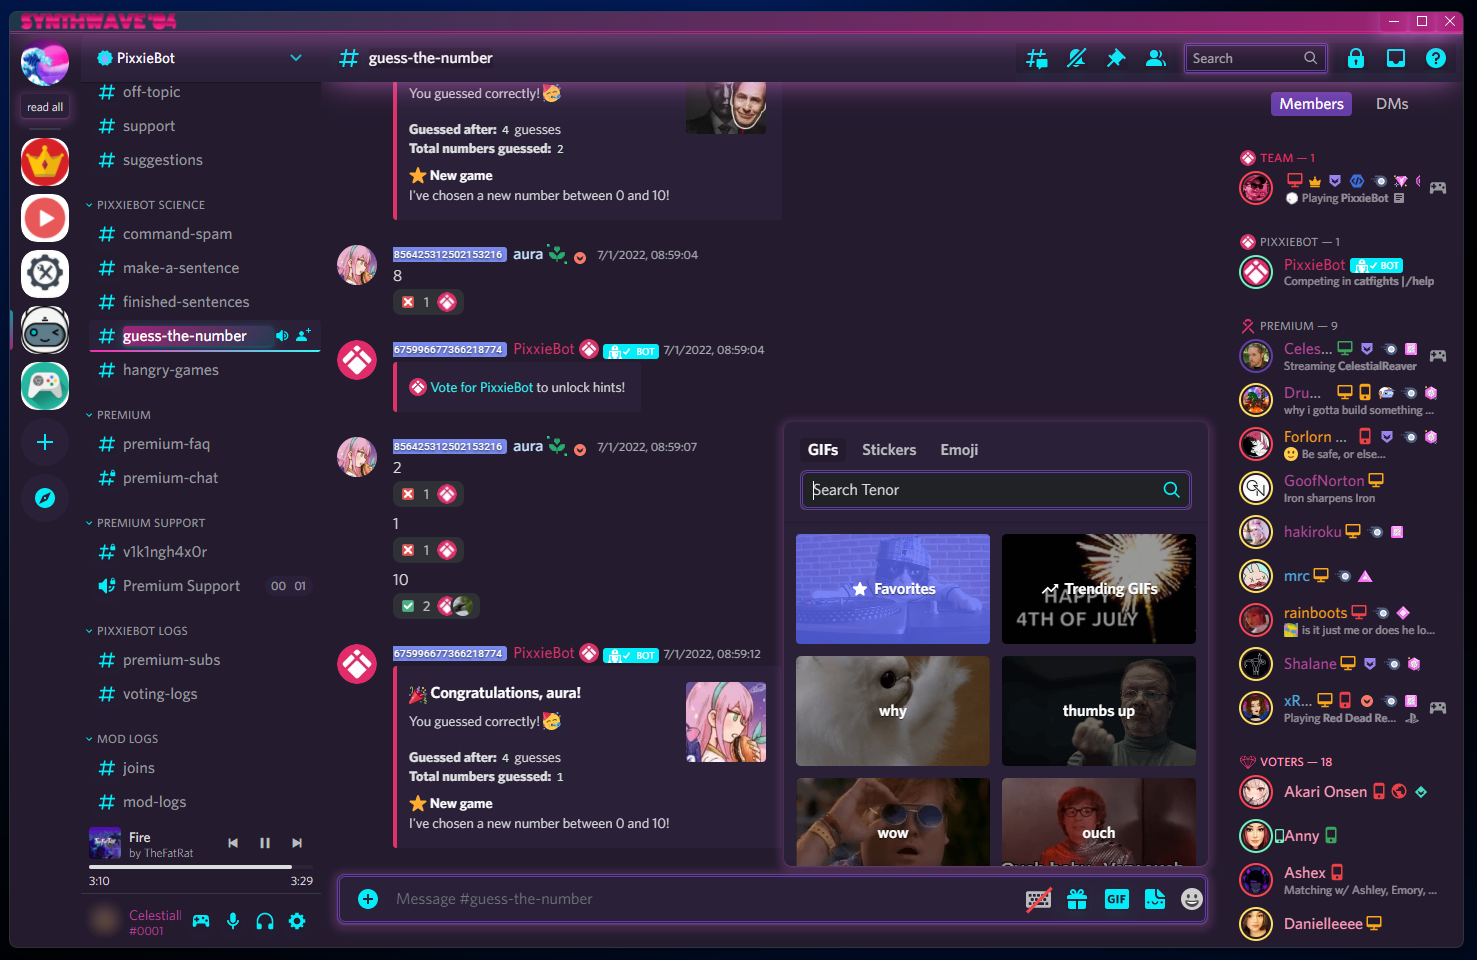 SYNTHWAVE'84
PixxieBot
guess-the-number
Search
read all
off-topic
support
suggestions
PIXXIEBOT SCIENCE
command-spam
make-a-sentence
finished-sentences
guess-the-number
hangry-games
PREMIUM
premium-faq
premium-chat
PREMIUM SUPPORT
v1k1ngh4x0r
Premium Support 00 01
PIXXIEBOT LOGS
premium-subs
voting-logs
MOD LOGS
joins
mod-logs
Fire
by TheFatRat
3:10 3:29
Celestiall
#0001
You guessed correctly!
Guessed after: 4 guesses
Total numbers guessed: 2
New game
I've chosen a new number between 0 and 10!
856425312502153216 aura 7/1/2022, 08:59:04
8
1
675996677366218774 PixxieBot BOT 7/1/2022, 08:59:04
Vote for PixxieBot to unlock hints!
856425312502153216 aura 7/1/2022, 08:59:07
2
1
1
1
10
2
675996677366218774 PixxieBot BOT 7/1/2022, 08:59:12
Congratulations, aura!
You guessed correctly!
Guessed after: 4 guesses
Total numbers guessed: 1
New game
I've chosen a new number between 0 and 10!
Message #guess-the-number
GIF
GIFs Stickers Emoji
Search Tenor
Favorites
Trending GIFs
HAPPY
4TH OF JULY
why
thumbs up
wow
ouch
Members DMs
TEAM — 1
Playing PixxieBot
PIXXIEBOT — 1
PixxieBot BOT
Competing in catfights | /help
PREMIUM — 9
Celes...
Streaming CelestialReaver
Dru...
why i gotta build something ...
Forlorn ...
Be safe, or else...
GN
GoofNorton
Iron sharpens Iron
hakiroku
mrc
rainboots
is it just me or does he lo...
Shalane
xR...
Playing Red Dead Re...
VOTERS — 18
Akari Onsen
Anny
Ashex
Matching w/ Ashley, Emory, ...
Danielleeee